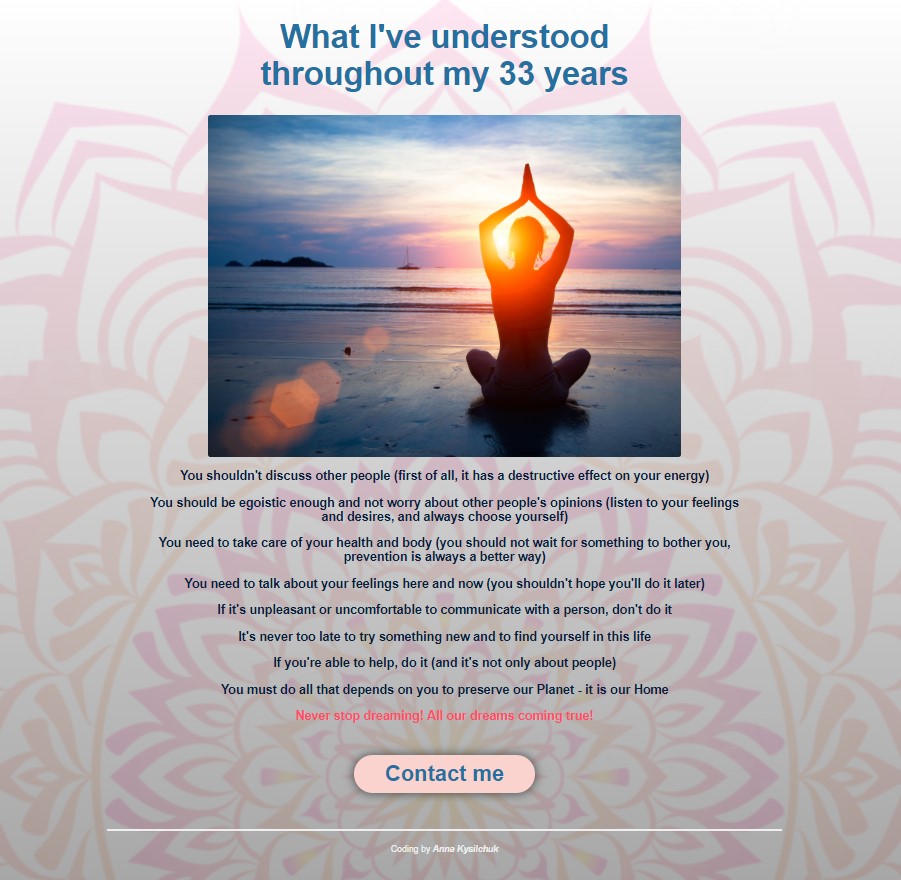 What I've understood
throughout my 33 years
You shouldn't discuss other people (first of all, it has a destructive effect on your energy)
You should be egoistic enough and not worry about other people's opinions (listen to your feelings
and desires, and always choose yourself)
You need to take care of your health and body (you should not wait for something to bother you,
prevention is always a better way)
You need to talk about your feelings here and now (you shouldn't hope you'll do it later)
If it's unpleasant or uncomfortable to communicate with a person, don't do it
It's never too late to try something new and to find yourself in this life
If you're able to help, do it (and it's not only about people)
You must do all that depends on you to preserve our Planet - it is our Home
Never stop dreaming! All our dreams coming true!
Contact me
Coding by Anna Kysilchuk